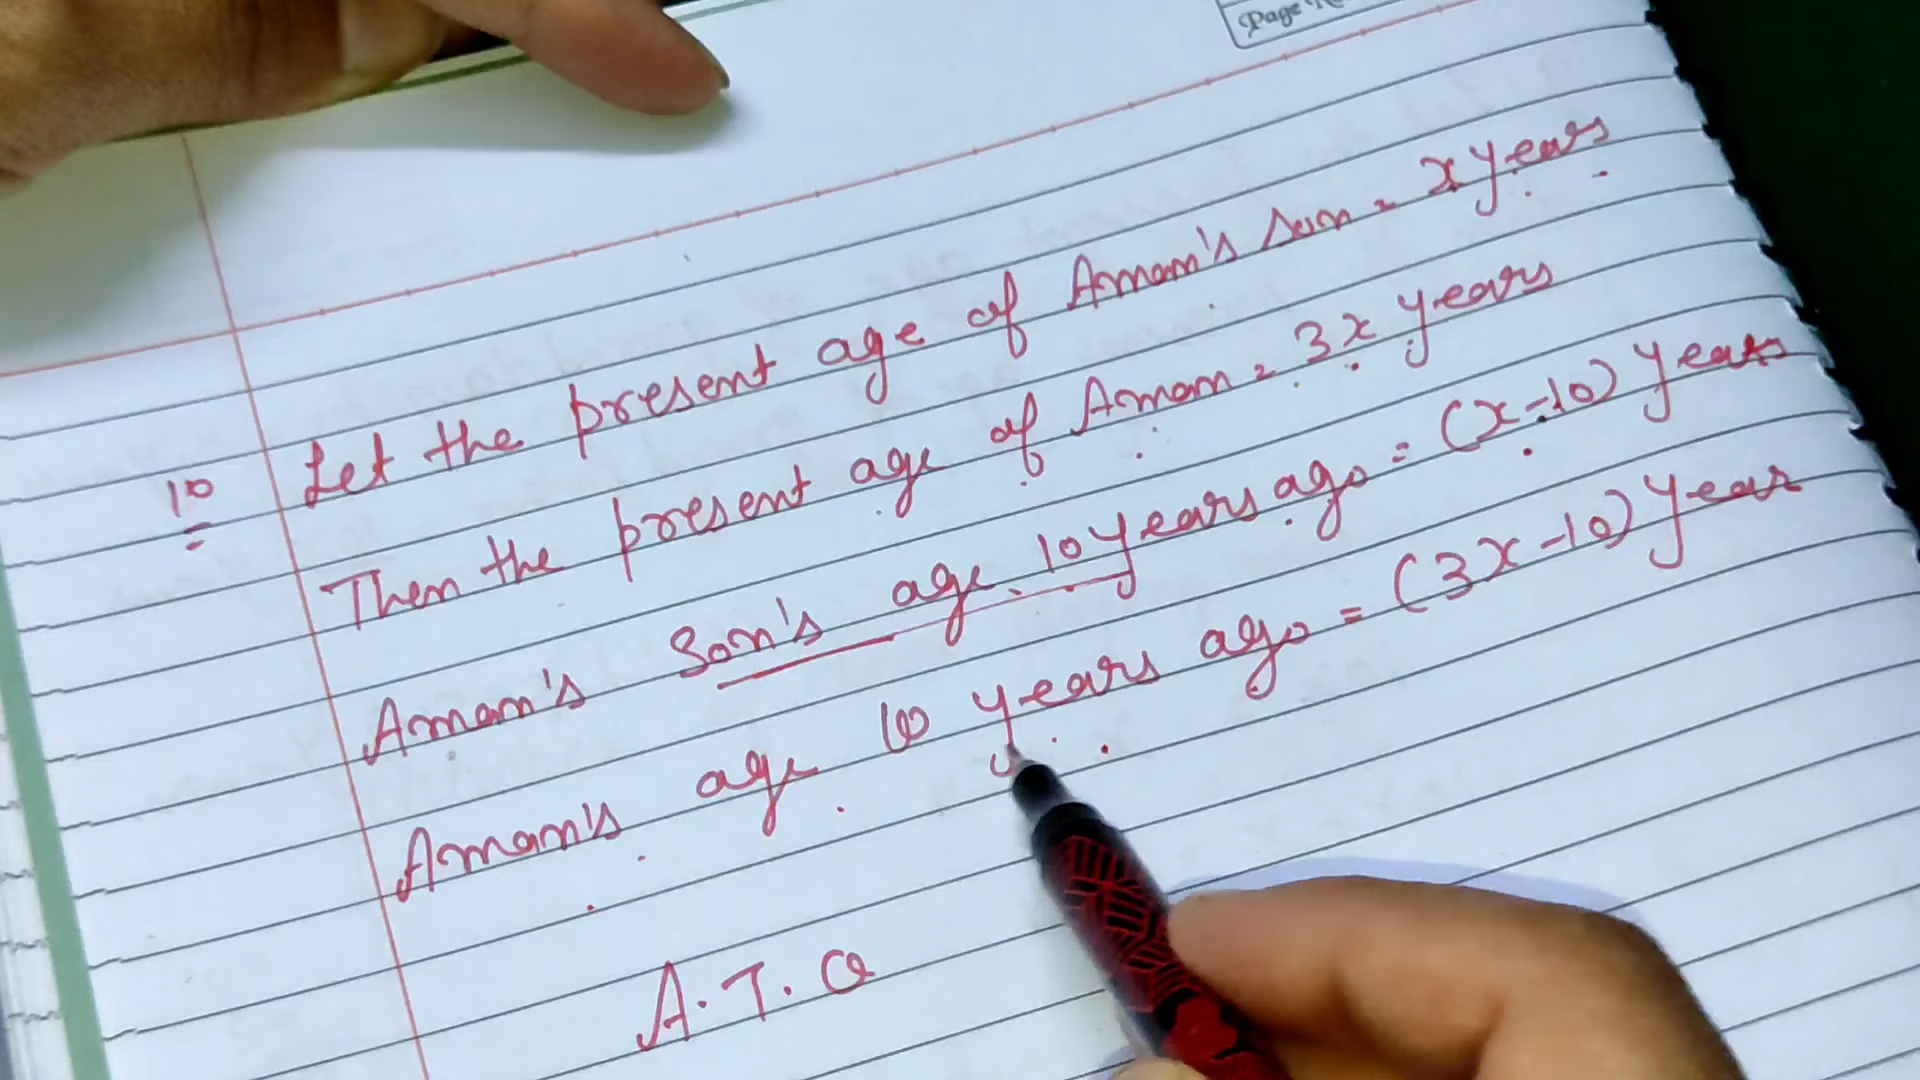 Page
10 Let the present age of Aman's son = x years
Then the present age of Aman = 3x years
Aman's Son's age 10 years ago = (x-10) years
Aman's age 10 years ago = (3x-10) Year
A.T.Q